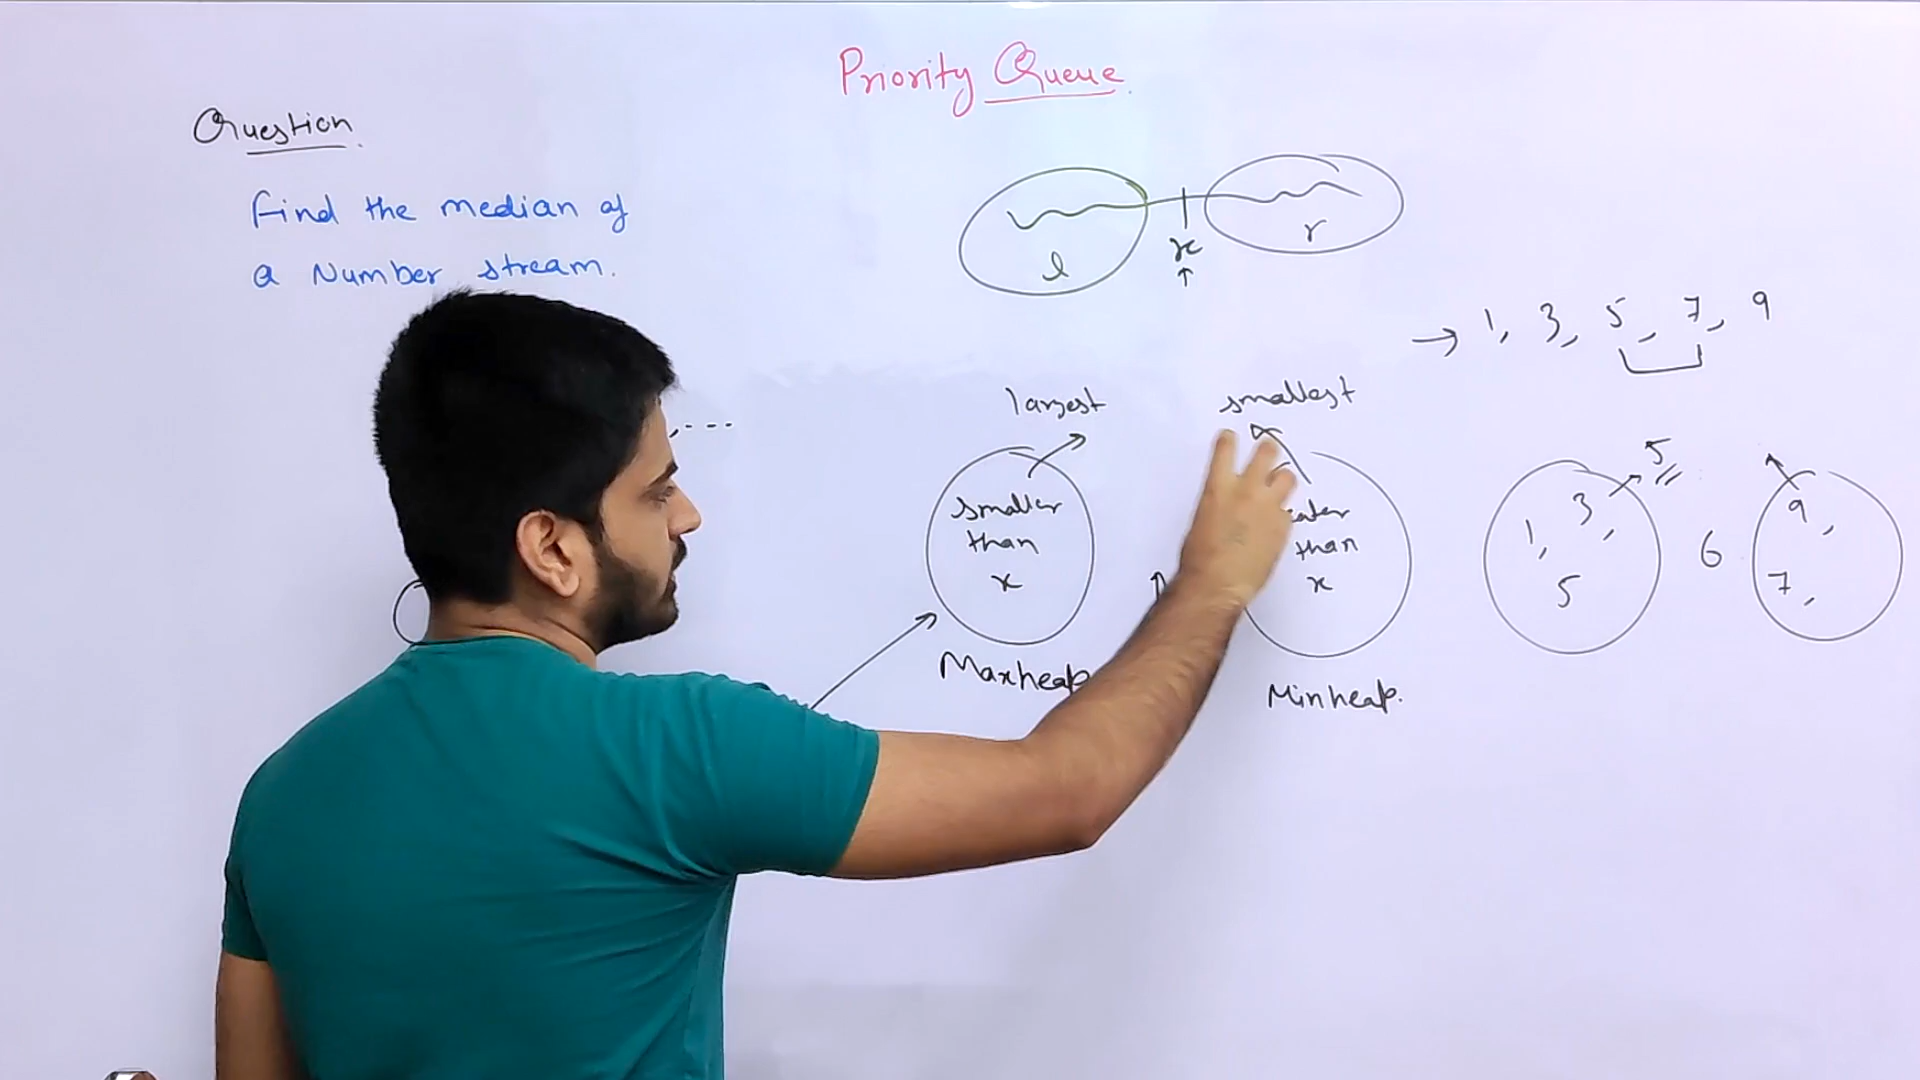 Priority Queue
Question.
Find the median of
a Number stream.
l
x
r
→ 1, 3, 5, 7, 9
, - - -
largest
smallest
5
smaller
than
x
than
x
1, 3,
5
6
9,
7,
Maxheap
Minheap.